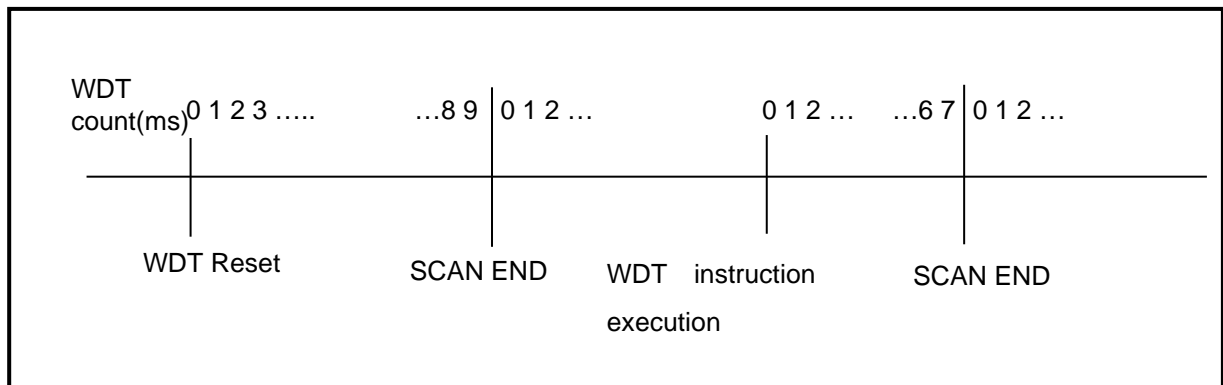 WDT
count(ms) 0 1 2 3 ..... ...8 9 0 1 2 ... 0 1 2 ... ...6 7 0 1 2 ...
WDT Reset SCAN END WDT instruction SCAN END
execution